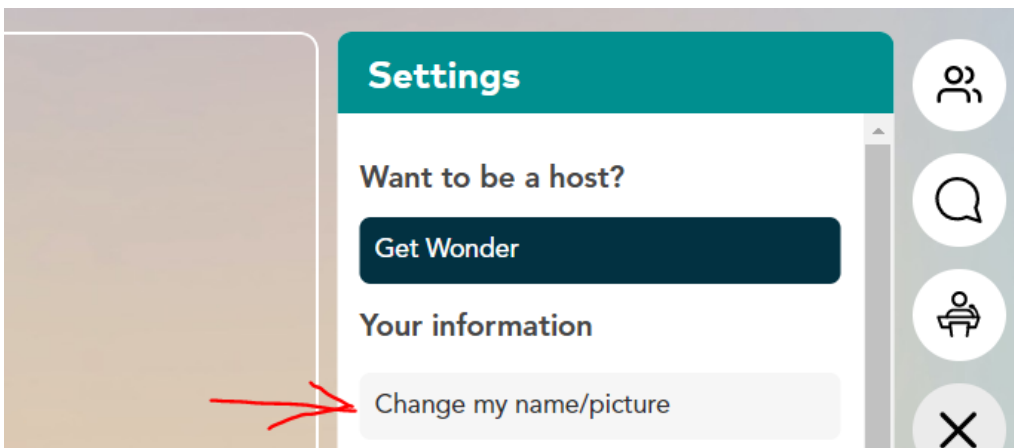 Settings
Want to be a host?
Get Wonder
Your information
Change my name/picture